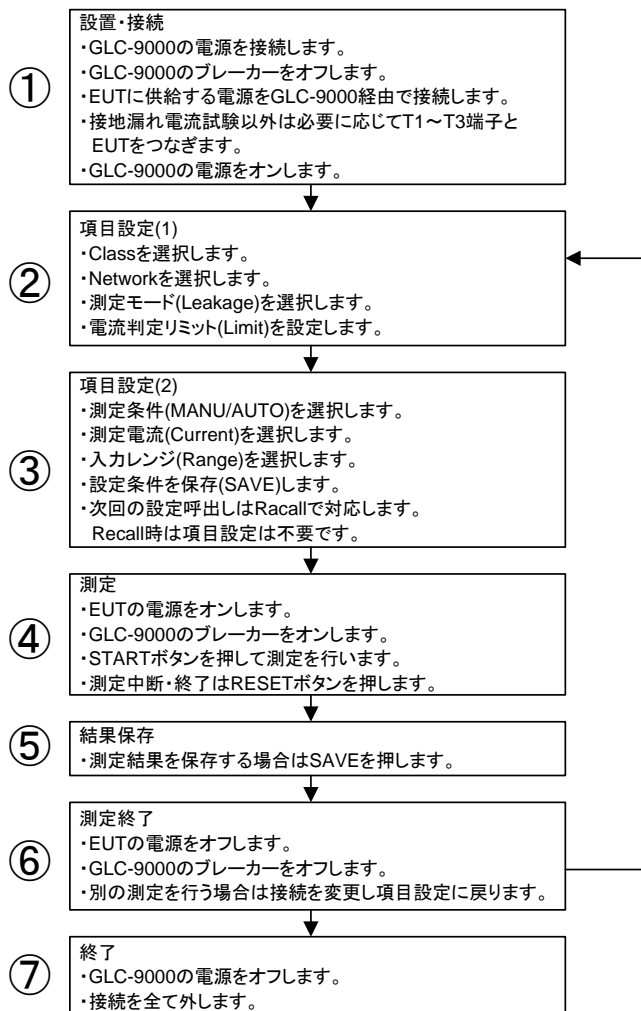 ①
設置・接続
・GLC-9000の電源を接続します。
・GLC-9000のブレーカーをオフします。
・EUTに供給する電源をGLC-9000経由で接続します。
・接地漏れ電流試験以外は必要に応じてT1～T3端子と
EUTをつなぎます。
・GLC-9000の電源をオンします。
②
項目設定(1)
・Classを選択します。
・Networkを選択します。
・測定モード(Leakage)を選択します。
・電流判定リミット(Limit)を設定します。
③
項目設定(2)
・測定条件(MANU/AUTO)を選択します。
・測定電流(Current)を選択します。
・入力レンジ(Range)を選択します。
・設定条件を保存(SAVE)します。
・次回の設定呼出しはRacallで対応します。
Recall時は項目設定は不要です。
④
測定
・EUTの電源をオンします。
・GLC-9000のブレーカーをオンします。
・STARTボタンを押して測定を行います。
・測定中断・終了はRESETボタンを押します。
⑤
結果保存
・測定結果を保存する場合はSAVEを押します。
⑥
測定終了
・EUTの電源をオフします。
・GLC-9000のブレーカーをオフします。
・別の測定を行う場合は接続を変更し項目設定に戻ります。
⑦
終了
・GLC-9000の電源をオフします。
・接続を全て外します。